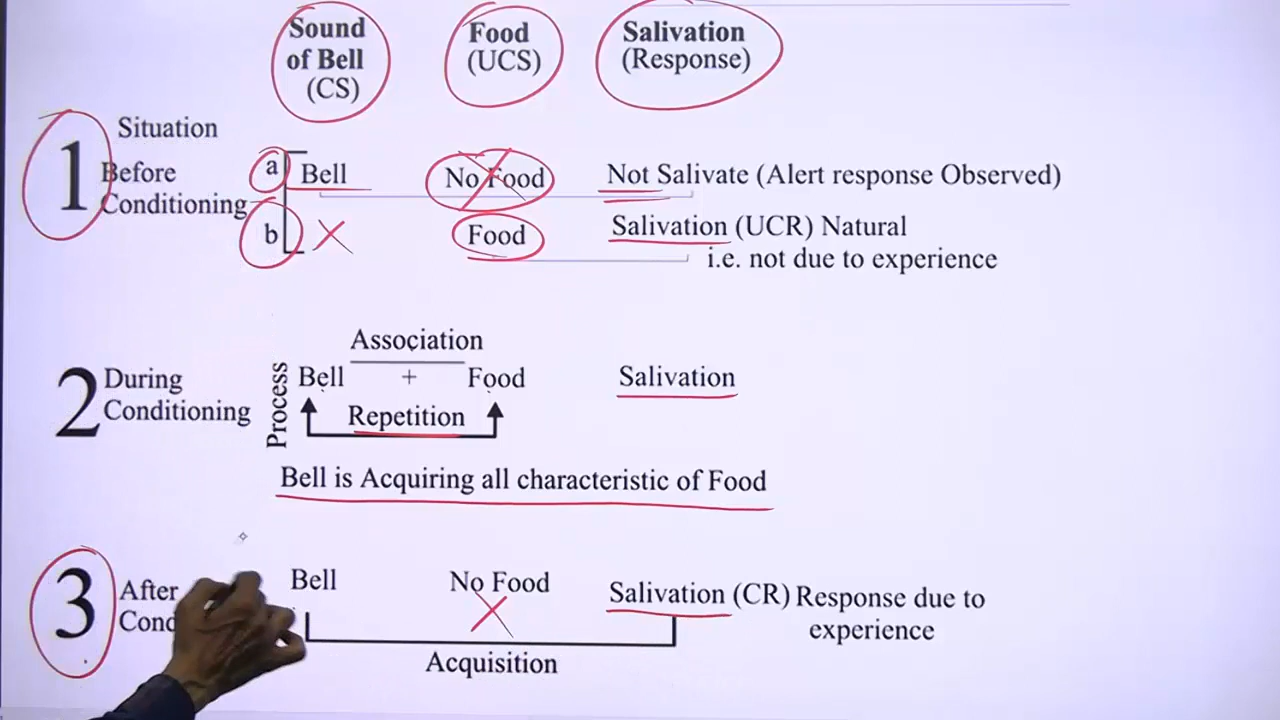 Sound of Bell (CS)
Food (UCS)
Salivation (Response)
1
Situation
Before Conditioning
a Bell No Food Not Salivate (Alert response Observed)
b Food Salivation (UCR) Natural
i.e. not due to experience
2
During Conditioning
Process
Association
Bell + Food Salivation
Repetition
Bell is Acquiring all characteristic of Food
3
After
Bell No Food Salivation (CR) Response due to experience
Acquisition